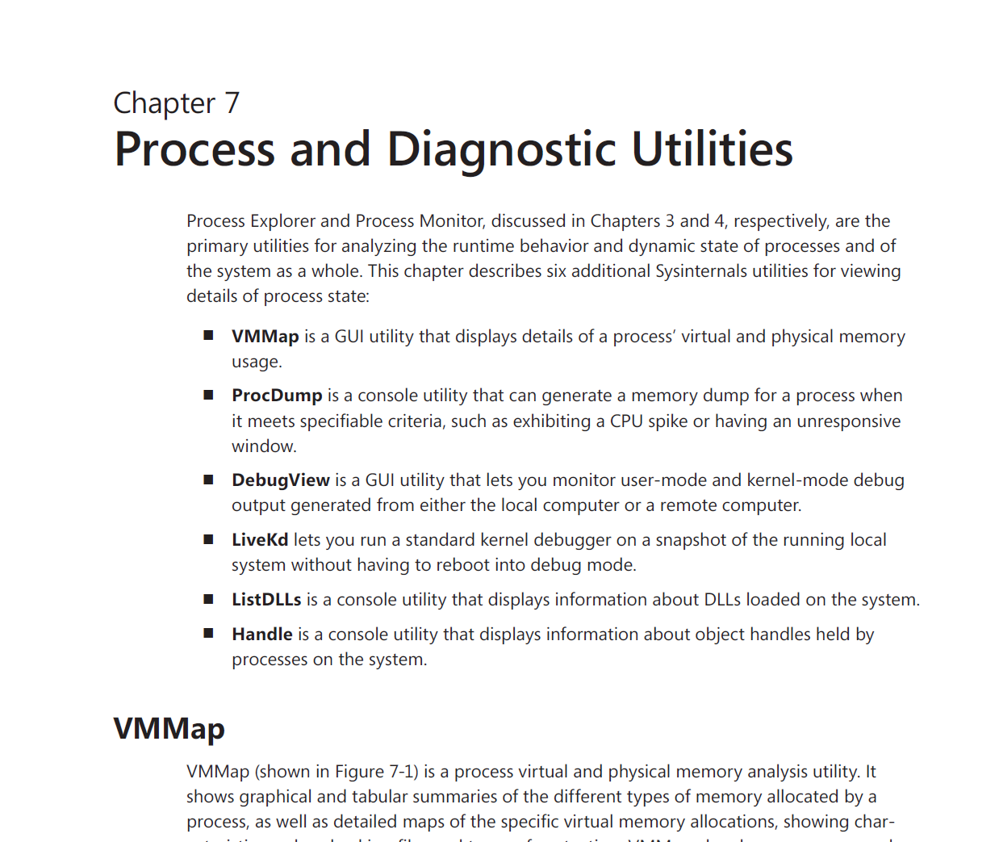 Chapter 7
Process and Diagnostic Utilities
Process Explorer and Process Monitor, discussed in Chapters 3 and 4, respectively, are the
primary utilities for analyzing the runtime behavior and dynamic state of processes and of
the system as a whole. This chapter describes six additional Sysinternals utilities for viewing
details of process state:
■ VMMap is a GUI utility that displays details of a process’ virtual and physical memory
usage.
■ ProcDump is a console utility that can generate a memory dump for a process when
it meets specifiable criteria, such as exhibiting a CPU spike or having an unresponsive
window.
■ DebugView is a GUI utility that lets you monitor user-mode and kernel-mode debug
output generated from either the local computer or a remote computer.
■ LiveKd lets you run a standard kernel debugger on a snapshot of the running local
system without having to reboot into debug mode.
■ ListDLLs is a console utility that displays information about DLLs loaded on the system.
■ Handle is a console utility that displays information about object handles held by
processes on the system.
VMMap
VMMap (shown in Figure 7-1) is a process virtual and physical memory analysis utility. It
shows graphical and tabular summaries of the different types of memory allocated by a
process, as well as detailed maps of the specific virtual memory allocations, showing char-